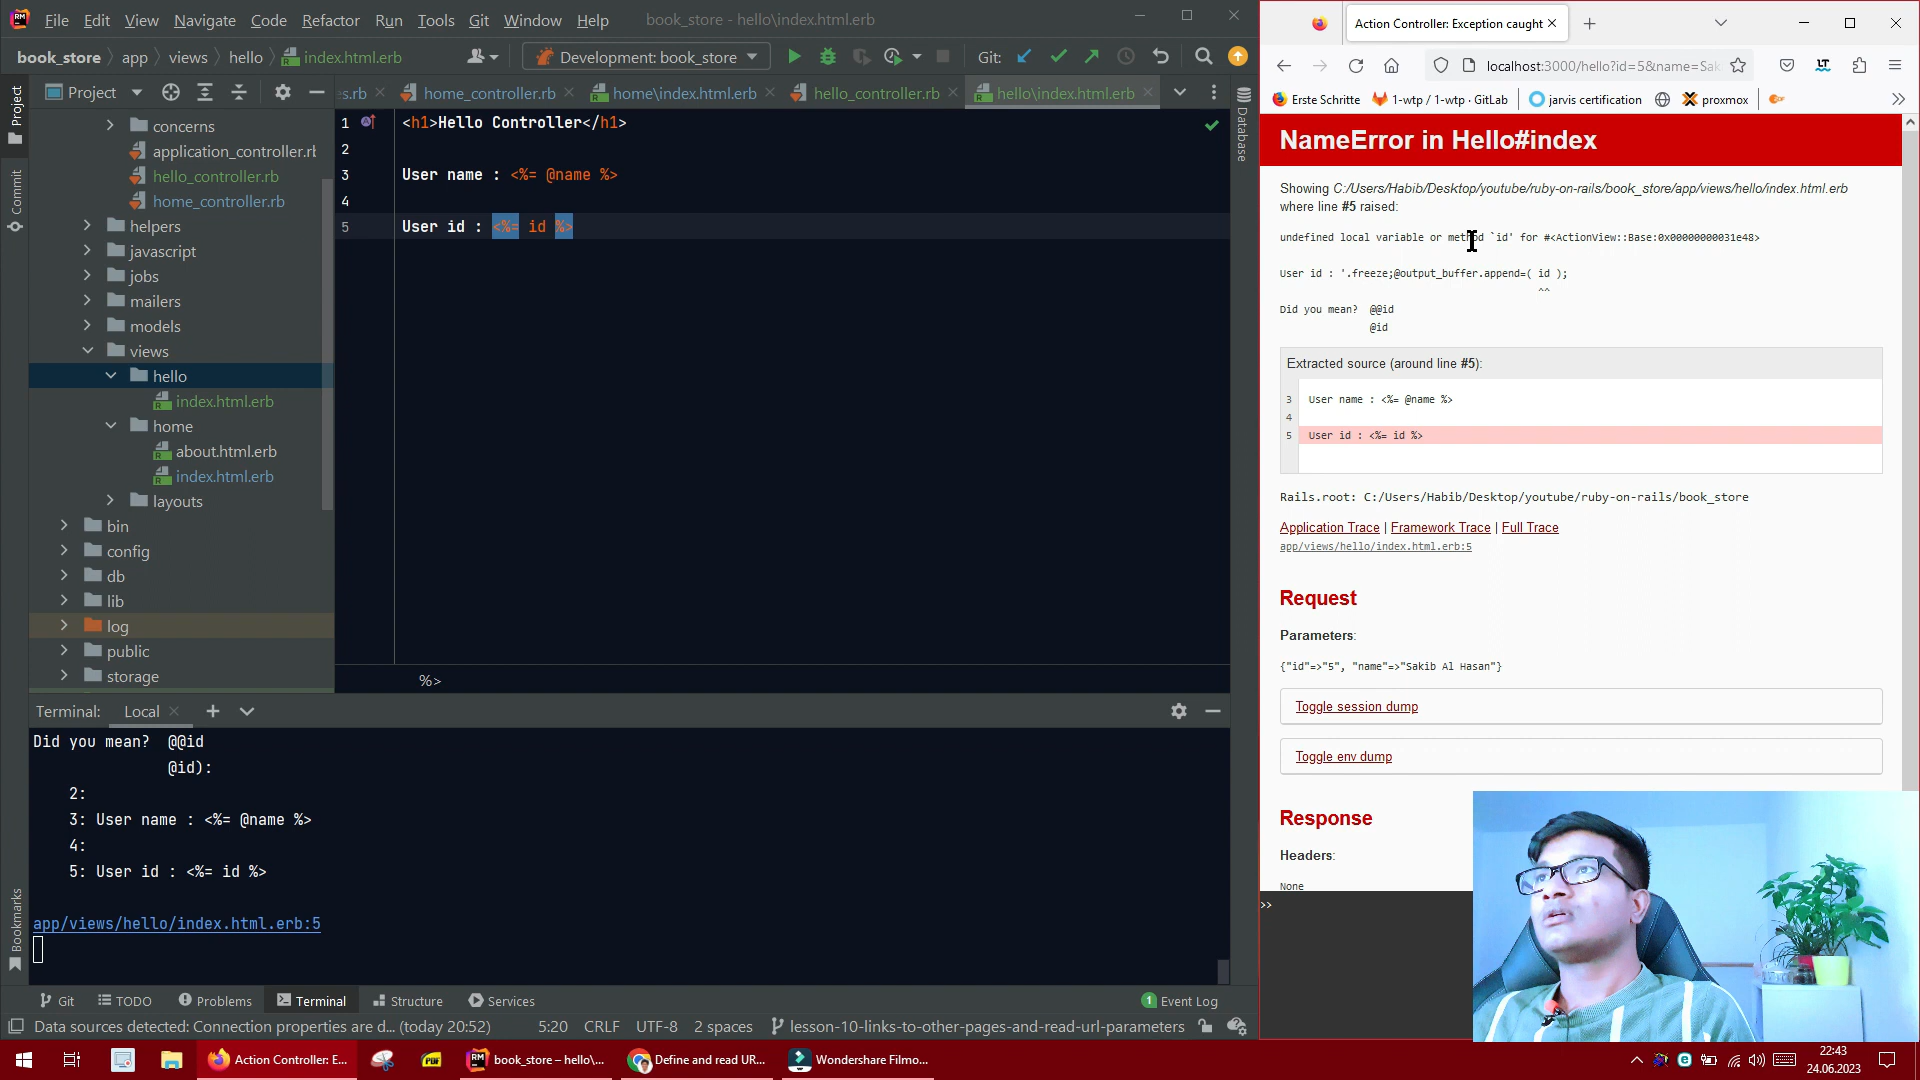 File Edit View Navigate Code Refactor Run Tools Git Window Help book_store - hello\index.html.erb
book_store app views hello index.html.erb Development: book_store Git:
Project
s.rb home_controller.rb home\index.html.erb hello_controller.rb hello\index.html.erb
Project
Commit
Bookmarks
Database
concerns
application_controller.rb
hello_controller.rb
home_controller.rb
helpers
javascript
jobs
mailers
models
views
hello
index.html.erb
home
about.html.erb
index.html.erb
layouts
bin
config
db
lib
log
public
storage
1 <h1>Hello Controller</h1>
2
3 User name : <%= @name %>
4
5 User id : <%= id %>
%>
Terminal: Local
Did you mean? @@id
@id):
2:
3: User name : <%= @name %>
4:
5: User id : <%= id %>
app/views/hello/index.html.erb:5
Git TODO Problems Terminal Structure Services 1 Event Log
Data sources detected: Connection properties are d... (today 20:52) 5:20 CRLF UTF-8 2 spaces lesson-10-links-to-other-pages-and-read-url-parameters
Action Controller: Exception caught
localhost:3000/hello?id=5&name=Sak
Erste Schritte 1-wtp / 1-wtp · GitLab jarvis certification proxmox
NameError in Hello#index
Showing C:/Users/Habib/Desktop/youtube/ruby-on-rails/book_store/app/views/hello/index.html.erb
where line #5 raised:
undefined local variable or method `id' for #<ActionView::Base:0x00000000031e48>
User id : '.freeze;@output_buffer.append=( id );
^^
Did you mean? @@id
@id
Extracted source (around line #5):
3 User name : <%= @name %>
4
5 User id : <%= id %>
Rails.root: C:/Users/Habib/Desktop/youtube/ruby-on-rails/book_store
Application Trace | Framework Trace | Full Trace
app/views/hello/index.html.erb:5
Request
Parameters:
{"id"=>"5", "name"=>"Sakib Al Hasan"}
Toggle session dump
Toggle env dump
Response
Headers:
None
>>
Action Controller: E... book_store – hello\... Define and read UR... Wondershare Filmo...
22:43
24.06.2023